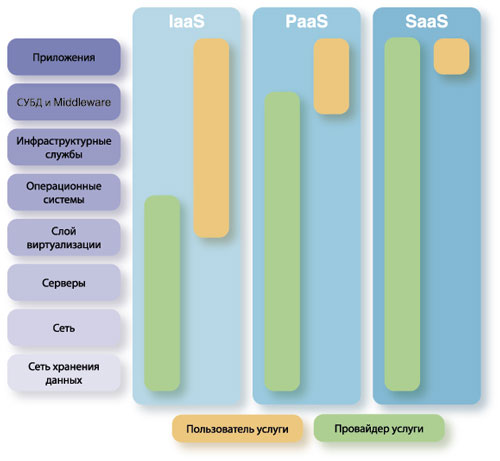 IaaS
PaaS
SaaS
Приложения
СУБД и Middleware
Инфраструктурные
службы
Операционные
системы
Слой
виртуализации
Серверы
Сеть
Сеть хранения
данных
Пользователь услуги
Провайдер услуги